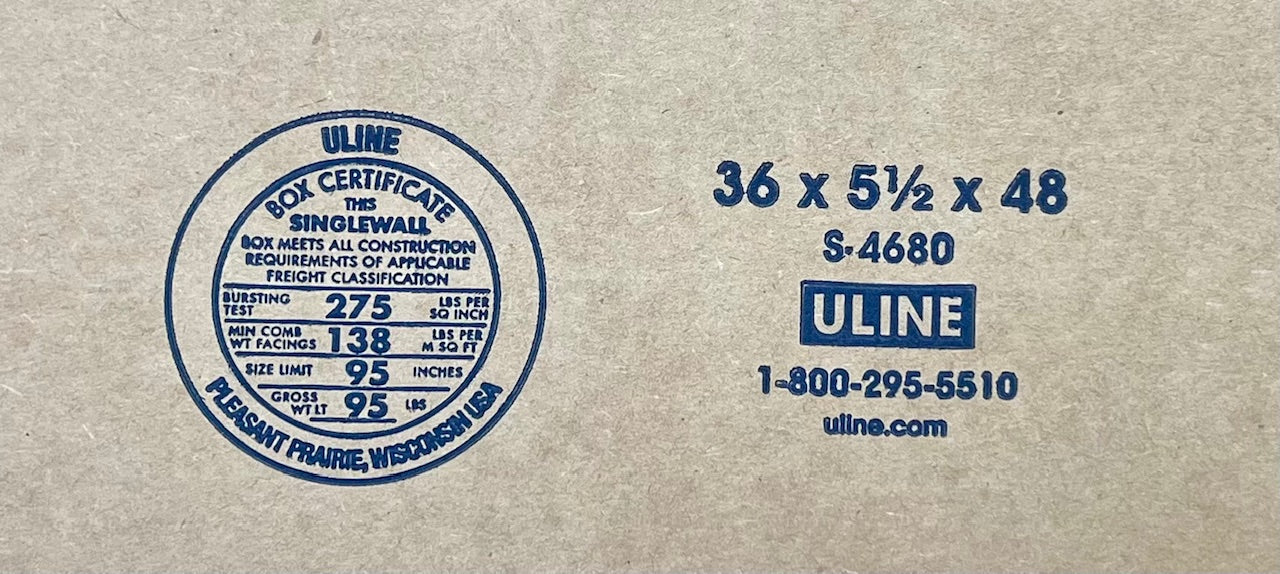 ULINE
BOX CERTIFICATE
THIS
SINGLEWALL
BOX MEETS ALL CONSTRUCTION
REQUIREMENTS OF APPLICABLE
FREIGHT CLASSIFICATION
BURSTING TEST 275 LBS PER SQ INCH
MIN COMB WT FACINGS 138 LBS PER M SQ FT
SIZE LIMIT 95 INCHES
GROSS WT LT 95 LBS
PLEASANT PRAIRIE, WISCONSIN USA
36 x 5½ x 48
S-4680
ULINE
1-800-295-5510
uline.com